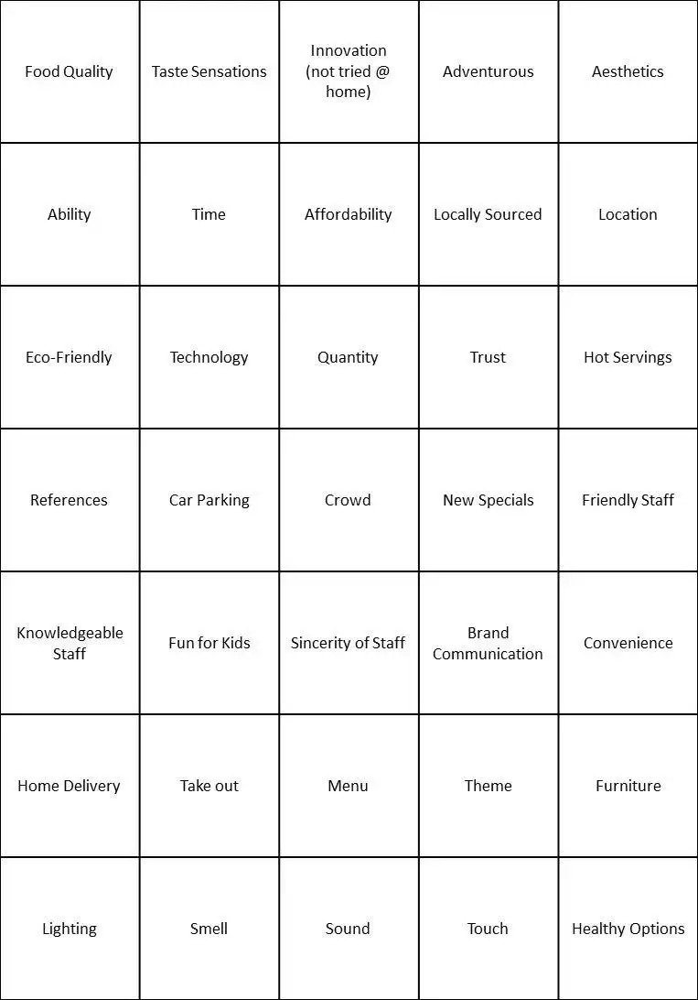 Food Quality
Taste Sensations
Innovation
(not tried @
home)
Adventurous
Aesthetics
Ability
Time
Affordability
Locally Sourced
Location
Eco-Friendly
Technology
Quantity
Trust
Hot Servings
References
Car Parking
Crowd
New Specials
Friendly Staff
Knowledgeable
Staff
Fun for Kids
Sincerity of Staff
Brand
Communication
Convenience
Home Delivery
Take out
Menu
Theme
Furniture
Lighting
Smell
Sound
Touch
Healthy Options